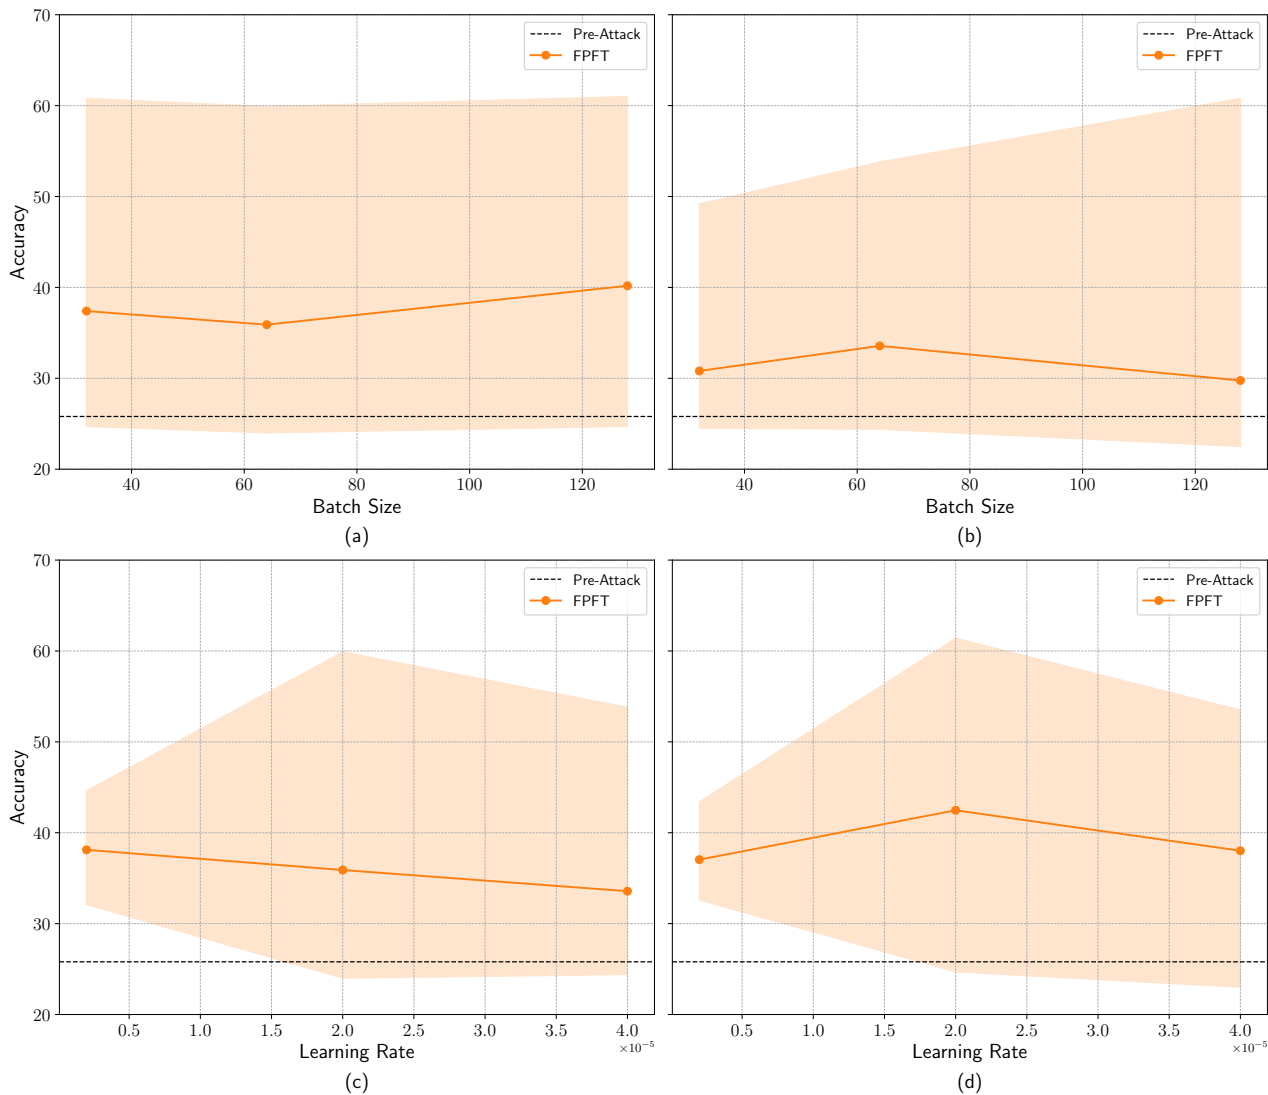 70
60
50
40
30
20
Accuracy
Pre-Attack
FPFT
40
60
80
100
120
Batch Size
(a)
Pre-Attack
FPFT
40
60
80
100
120
Batch Size
(b)
70
60
50
40
30
20
Accuracy
Pre-Attack
FPFT
0.5
1.0
1.5
2.0
2.5
3.0
3.5
4.0
×10⁻⁵
Learning Rate
(c)
Pre-Attack
FPFT
0.5
1.0
1.5
2.0
2.5
3.0
3.5
4.0
×10⁻⁵
Learning Rate
(d)